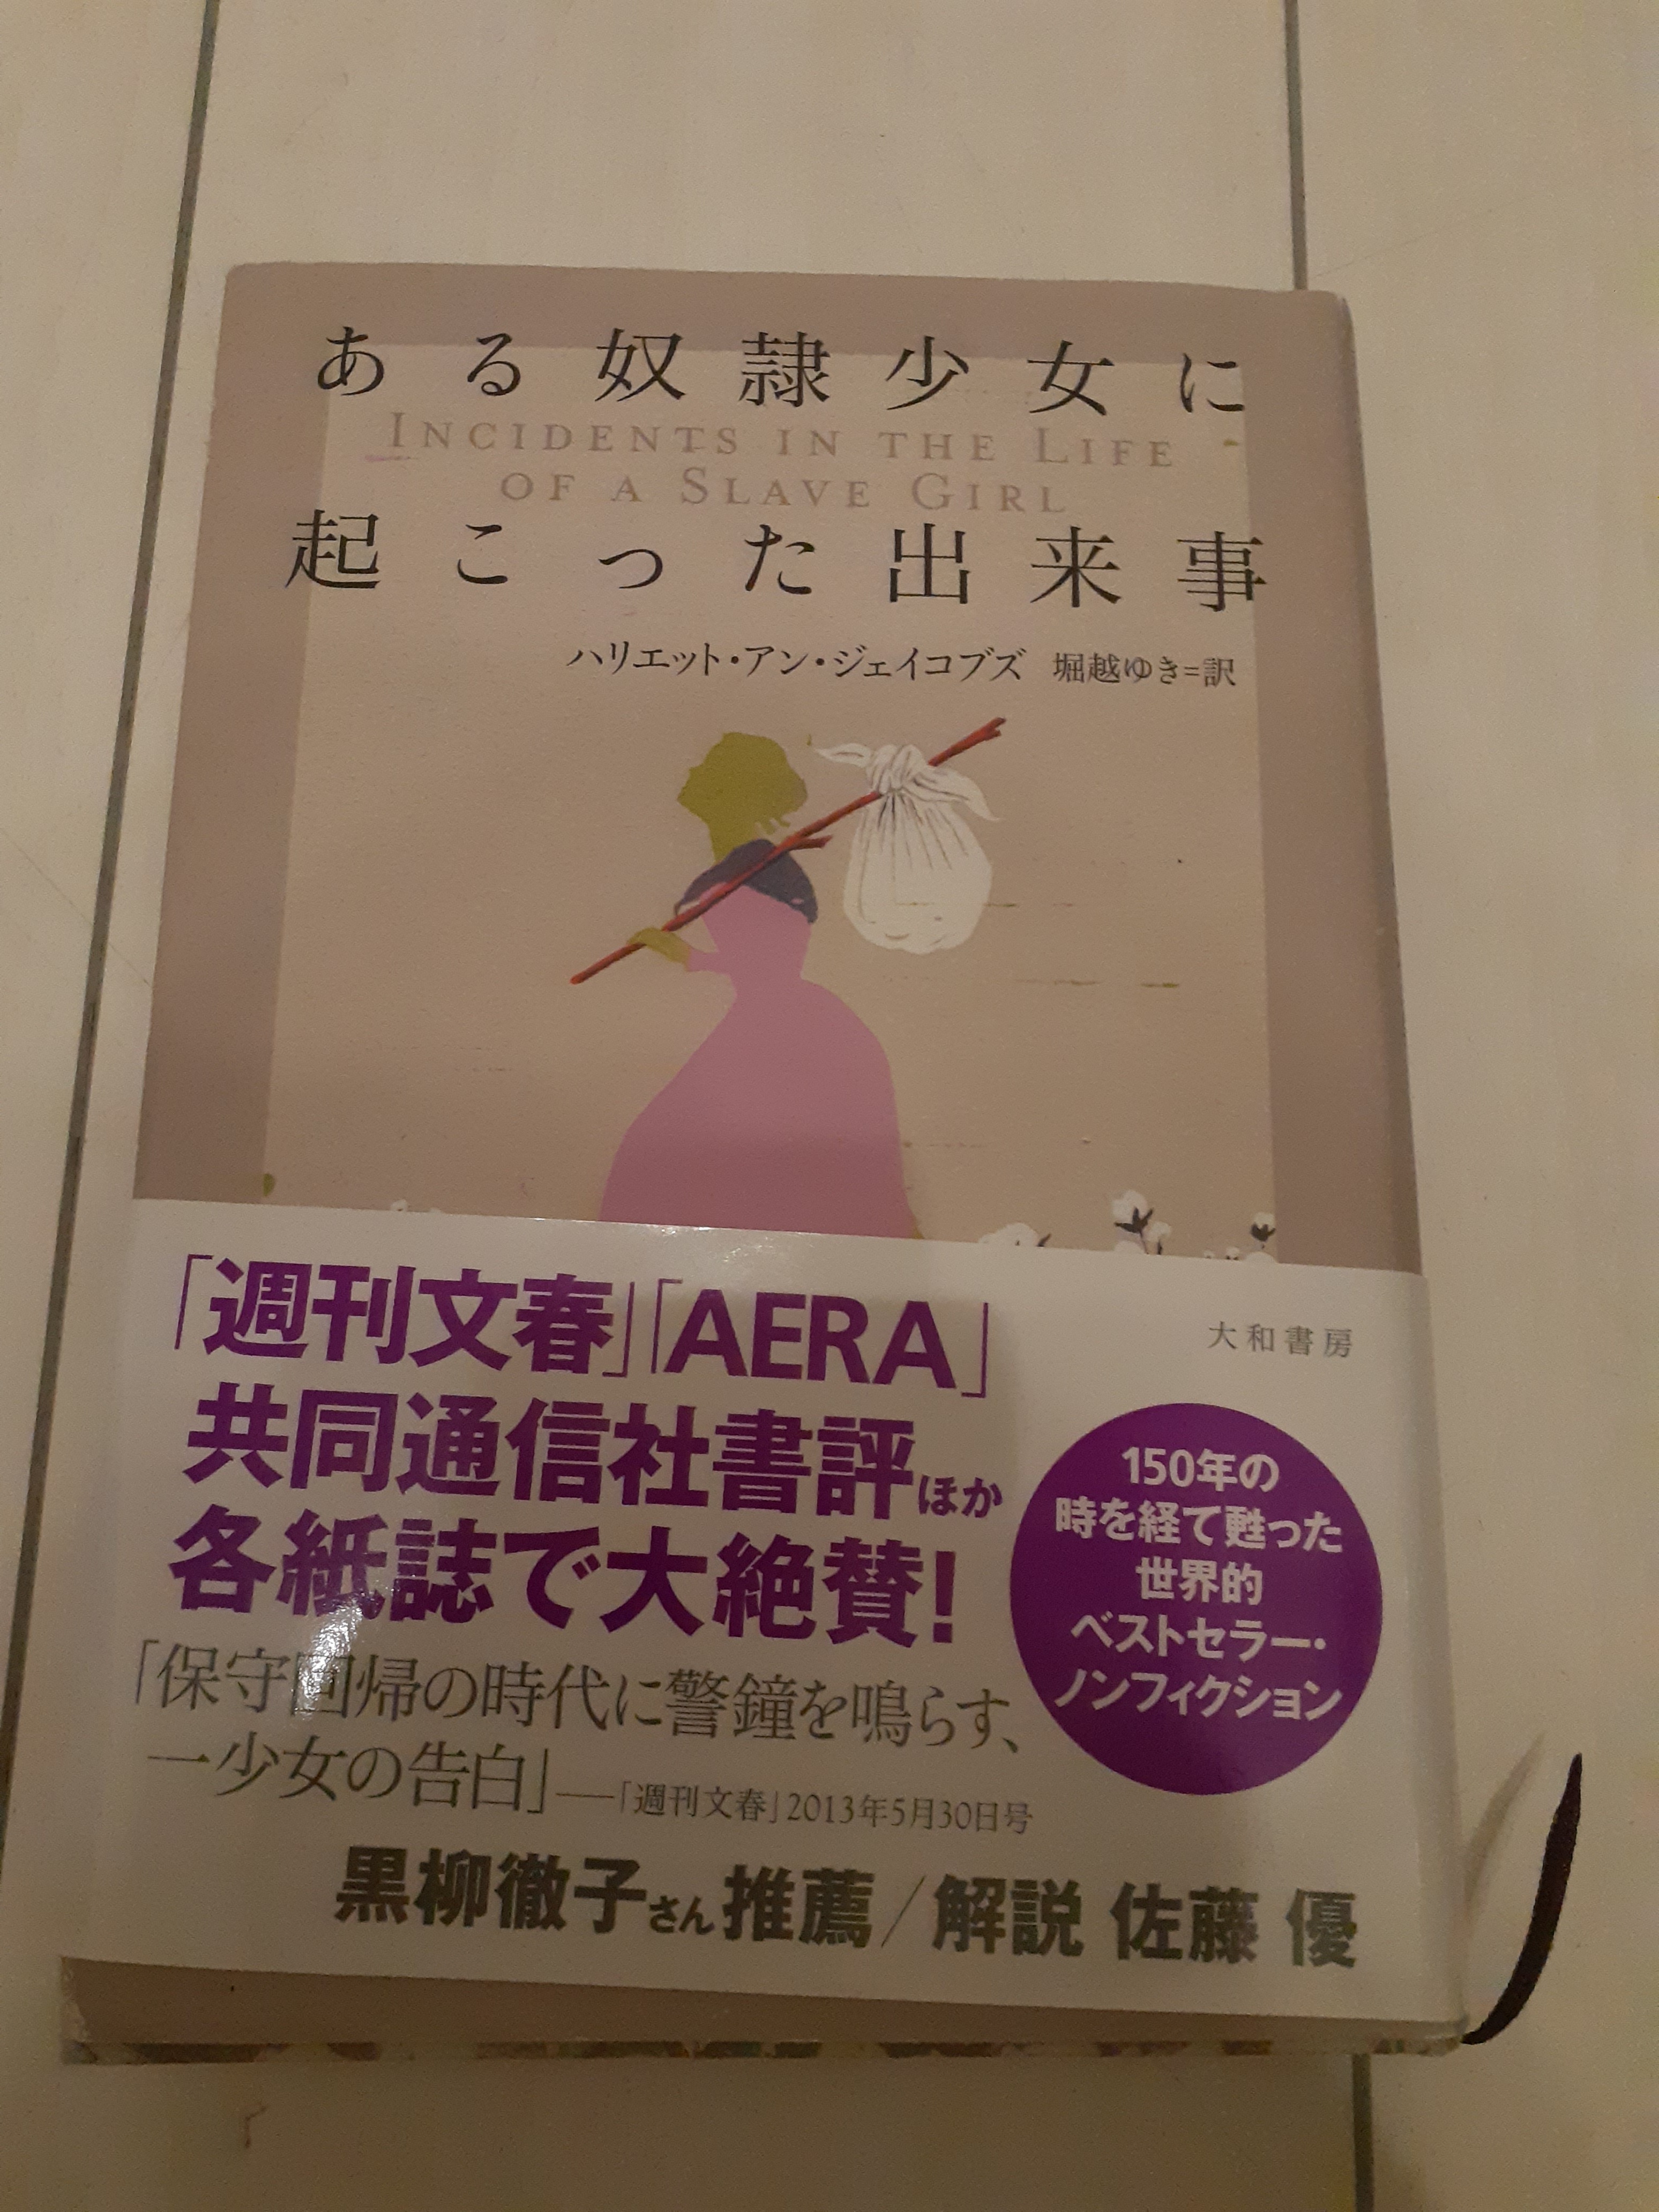 ある奴隷少女に
INCIDENTS IN THE LIFE
OF A SLAVE GIRL
起こった出来事
ハリエット・アン・ジェイコブズ 堀越ゆき=訳
「週刊文春」「AERA」
共同通信社書評ほか
各紙誌で大絶賛!
「保守回帰の時代に警鐘を鳴らす、
一少女の告白」――「週刊文春」2013年5月30日号
黒柳徹子さん推薦/解説 佐藤 優
大和書房
150年の
時を経て甦った
世界的
ベストセラー・
ノンフィクション